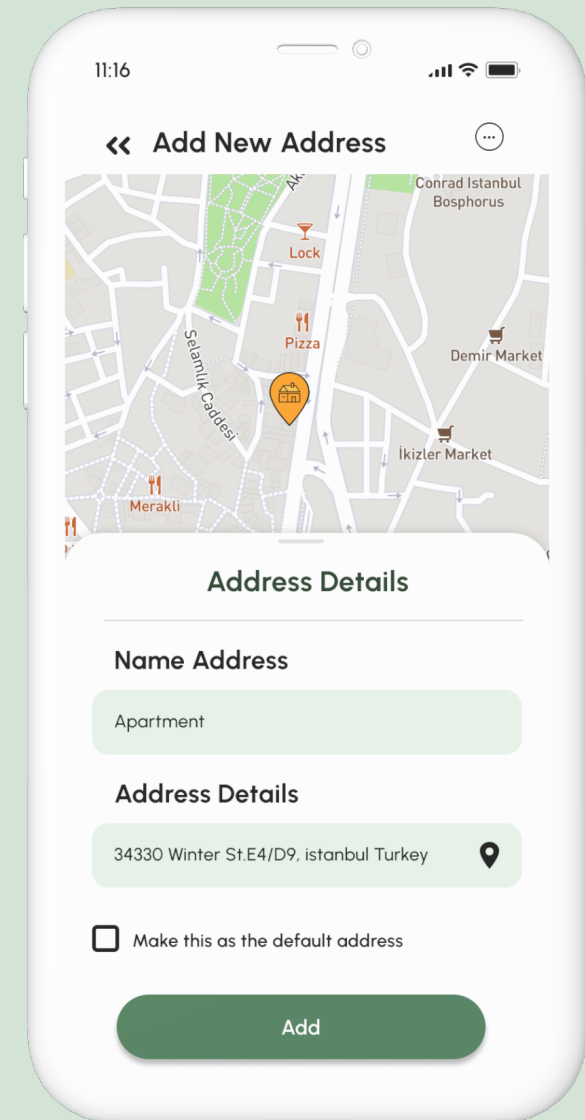 11:16
Add New Address
Conrad Istanbul
Bosphorus
Lock
Pizza
Demir Market
Selamlık Caddesi
İkizler Market
Meraklı
Address Details
Name Address
Apartment
Address Details
34330 Winter St.E4/D9, istanbul Turkey
Make this as the default address
Add